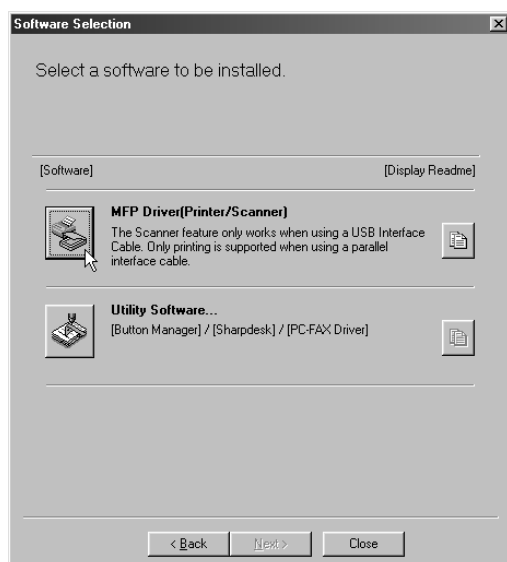 Software Selection
Select a software to be installed.
[Software] [Display Readme]
MFP Driver(Printer/Scanner)
The Scanner feature only works when using a USB Interface
Cable. Only printing is supported when using a parallel
interface cable.
Utility Software...
[Button Manager] / [Sharpdesk] / [PC-FAX Driver]
< Back Next > Close